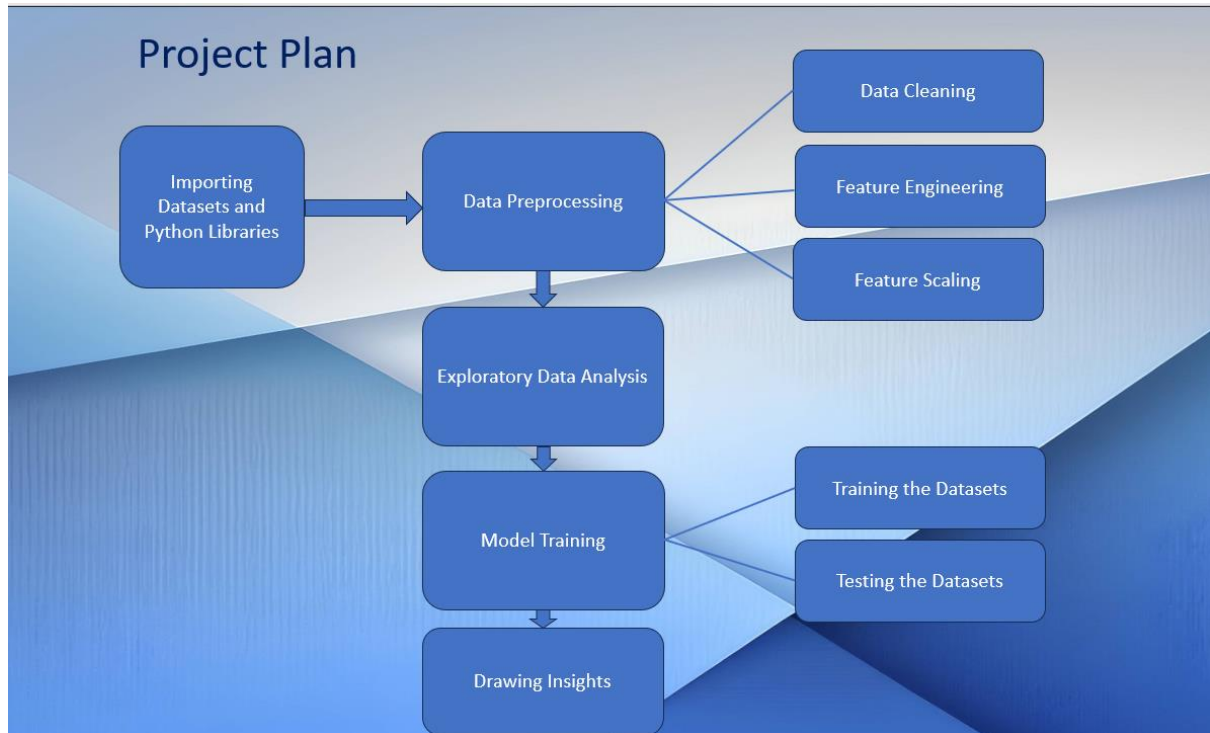 Project Plan
Importing
Datasets and
Python Libraries
Data Preprocessing
Data Cleaning
Feature Engineering
Feature Scaling
Exploratory Data Analysis
Model Training
Training the Datasets
Testing the Datasets
Drawing Insights